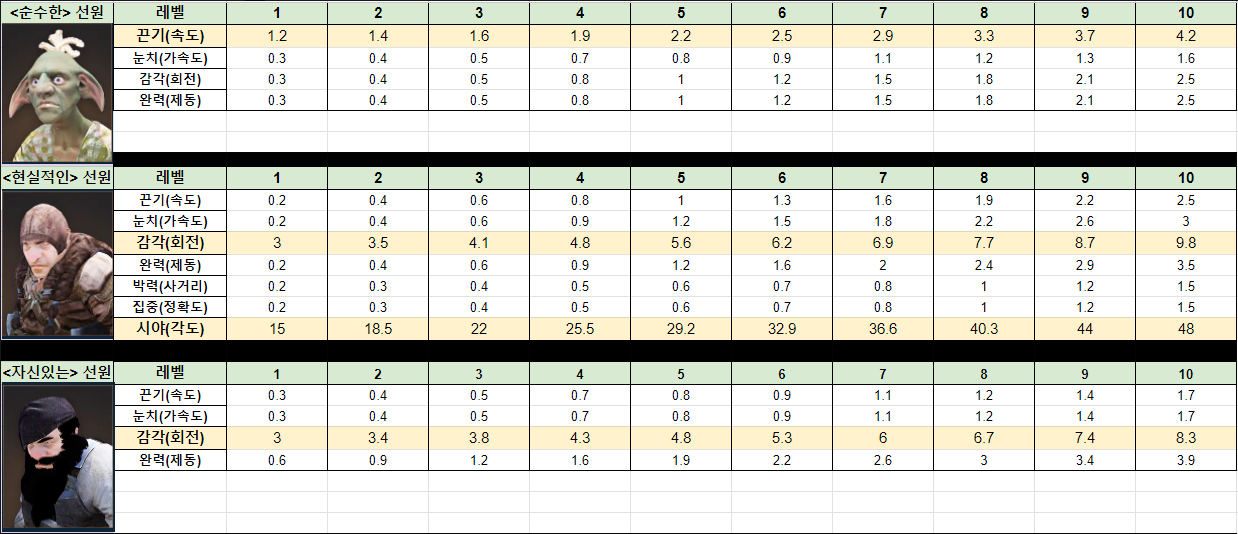 <순수한> 선원 레벨 1 2 3 4 5 6 7 8 9 10
끈기(속도) 1.2 1.4 1.6 1.9 2.2 2.5 2.9 3.3 3.7 4.2
눈치(가속도) 0.3 0.4 0.5 0.7 0.8 0.9 1.1 1.2 1.3 1.6
감각(회전) 0.3 0.4 0.5 0.8 1 1.2 1.5 1.8 2.1 2.5
완력(제동) 0.3 0.4 0.5 0.8 1 1.2 1.5 1.8 2.1 2.5
<현실적인> 선원 레벨 1 2 3 4 5 6 7 8 9 10
끈기(속도) 0.2 0.4 0.6 0.8 1 1.3 1.6 1.9 2.2 2.5
눈치(가속도) 0.2 0.4 0.6 0.9 1.2 1.5 1.8 2.2 2.6 3
감각(회전) 3 3.5 4.1 4.8 5.6 6.2 6.9 7.7 8.7 9.8
완력(제동) 0.2 0.4 0.6 0.9 1.2 1.6 2 2.4 2.9 3.5
박력(사거리) 0.2 0.3 0.4 0.5 0.6 0.7 0.8 1 1.2 1.5
집중(정확도) 0.2 0.3 0.4 0.5 0.6 0.7 0.8 1 1.2 1.5
시야(각도) 15 18.5 22 25.5 29.2 32.9 36.6 40.3 44 48
<자신있는> 선원 레벨 1 2 3 4 5 6 7 8 9 10
끈기(속도) 0.3 0.4 0.5 0.7 0.8 0.9 1.1 1.2 1.4 1.7
눈치(가속도) 0.3 0.4 0.5 0.7 0.8 0.9 1.1 1.2 1.4 1.7
감각(회전) 3 3.4 3.8 4.3 4.8 5.3 6 6.7 7.4 8.3
완력(제동) 0.6 0.9 1.2 1.6 1.9 2.2 2.6 3 3.4 3.9